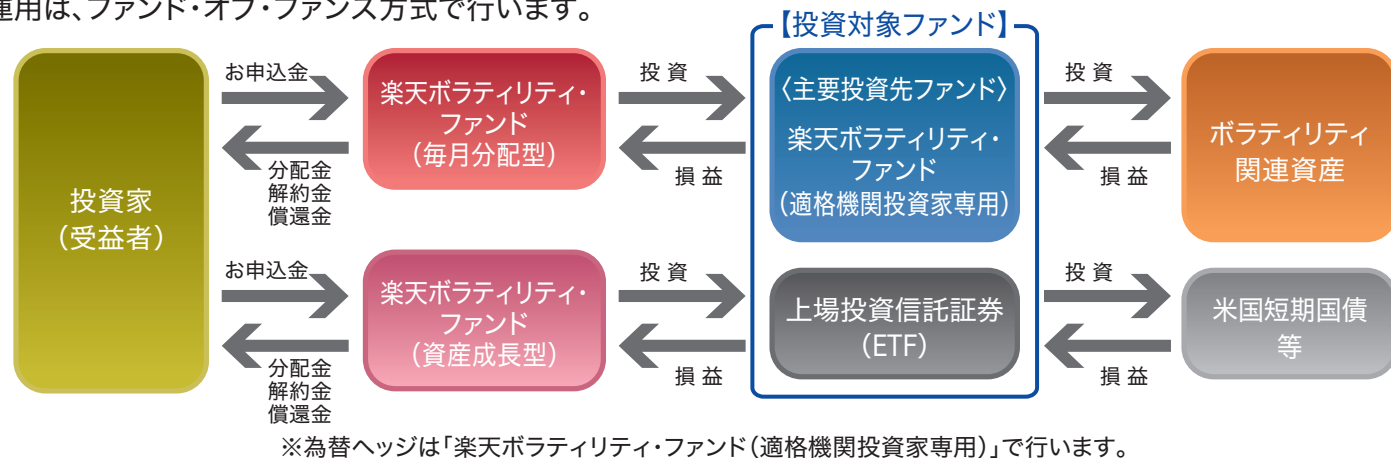 運用は、ファンド・オブ・ファンズ方式で行います。
【投資対象ファンド】
投資家
（受益者）
お申込金
分配金
解約金
償還金
楽天ボラティリティ・
ファンド
（毎月分配型）
投 資
損 益
〈主要投資先ファンド〉
楽天ボラティリティ・
ファンド
（適格機関投資家専用）
投 資
損 益
ボラティリティ
関連資産
お申込金
分配金
解約金
償還金
楽天ボラティリティ・
ファンド
（資産成長型）
投 資
損 益
上場投資信託証券
（ETF）
投 資
損 益
米国短期国債
等
※為替ヘッジは「楽天ボラティリティ・ファンド（適格機関投資家専用）」で行います。